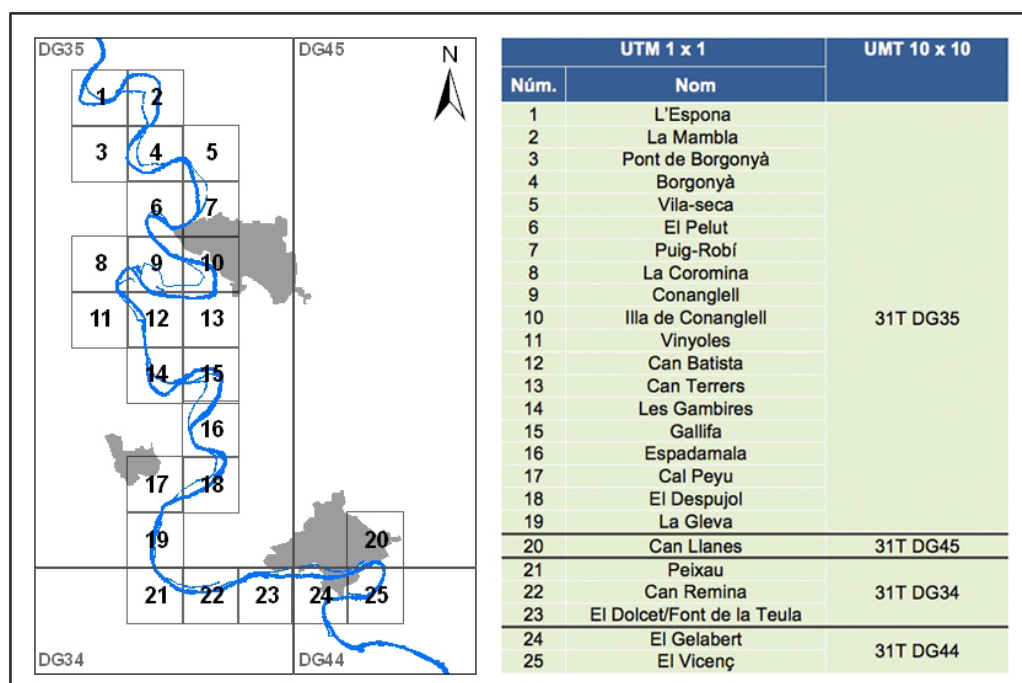 DG35
DG45
N
1
2
3
4
5
6
7
8
9
10
11
12
13
14
15
16
17
18
19
20
21
22
23
24
25
DG34
DG44
UTM 1 x 1
UMT 10 x 10
Núm.
Nom
1 L'Espona
2 La Mambla
3 Pont de Borgonyà
4 Borgonyà
5 Vila-seca
6 El Pelut
7 Puig-Robí
8 La Coromina
9 Conanglell
10 Illa de Conanglell
11 Vinyoles
12 Can Batista
13 Can Terrers
14 Les Gambires
15 Gallifa
16 Espadamala
17 Cal Peyu
18 El Despujol
19 La Gleva
31T DG35
20 Can Llanes 31T DG45
21 Peixau
22 Can Remina
23 El Dolcet/Font de la Teula
31T DG34
24 El Gelabert
25 El Vicenç
31T DG44